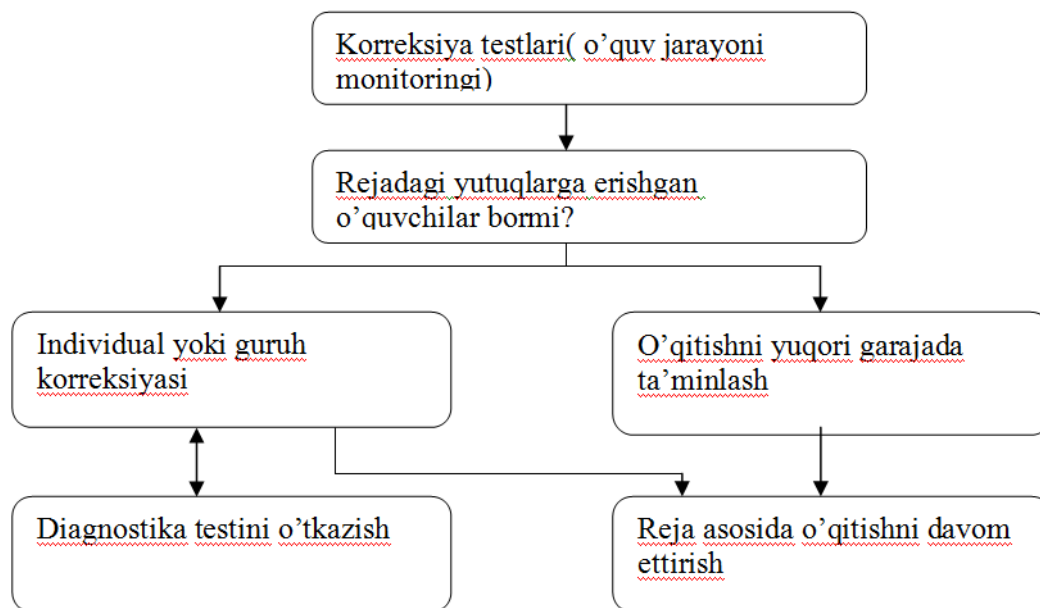 Korreksiya testlari( o’quv jarayoni
monitoringi)
Rejadagi yutuqlarga erishgan
o’quvchilar bormi?
Individual yoki guruh
korreksiyasi
O’qitishni yuqori garajada
ta’minlash
Diagnostika testini o’tkazish
Reja asosida o’qitishni davom
ettirish